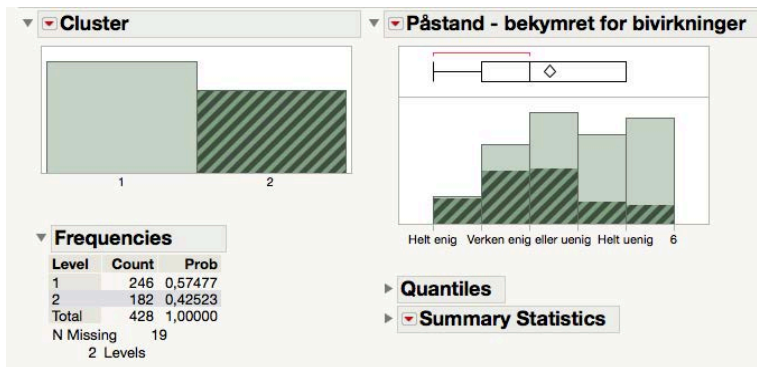 Cluster
1 2
Frequencies
Level Count Prob
1 246 0,57477
2 182 0,42523
Total 428 1,00000
N Missing 19
2 Levels
Påstand - bekymret for bivirkninger
Helt enig Verken enig eller uenig Helt uenig 6
Quantiles
Summary Statistics